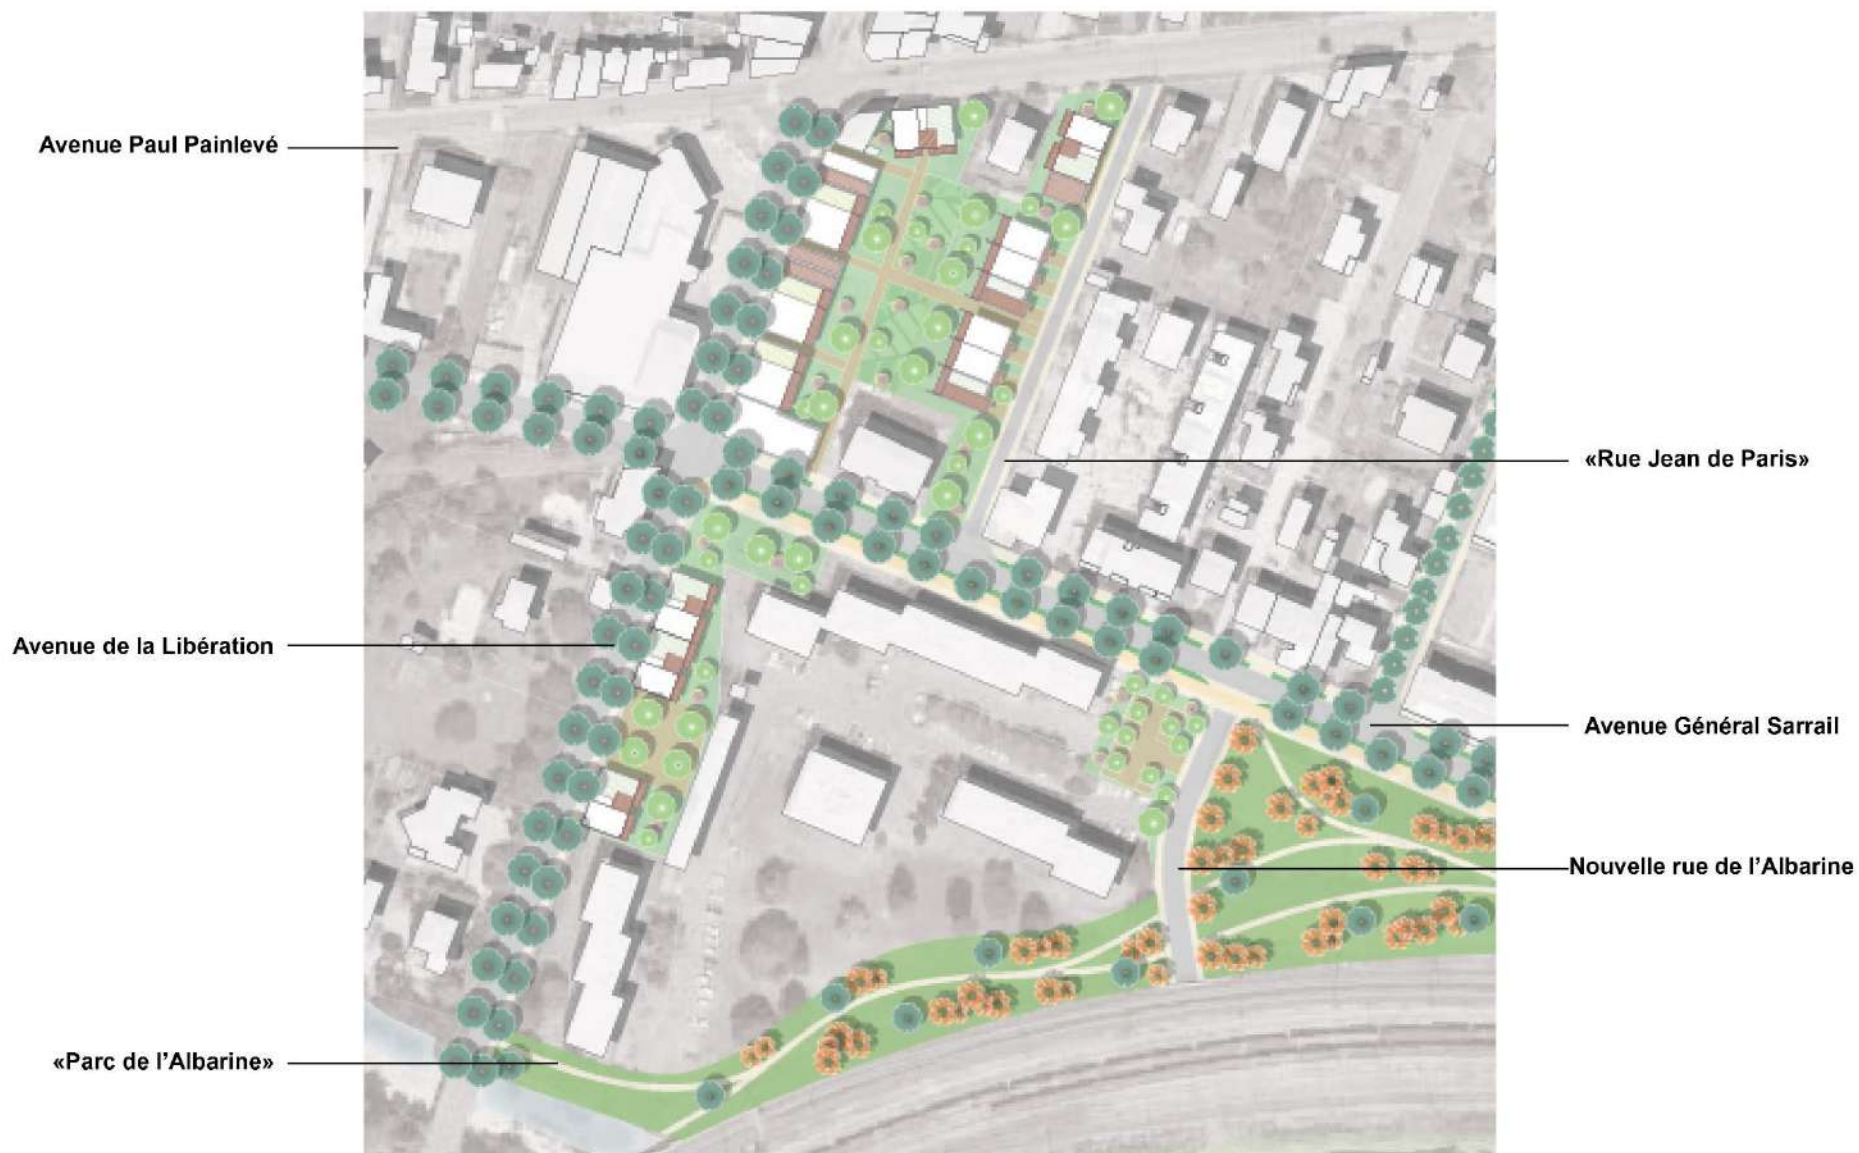 Avenue Paul Painlevé
«Rue Jean de Paris»
Avenue de la Libération
Avenue Général Sarrail
Nouvelle rue de l'Albarine
«Parc de l'Albarine»